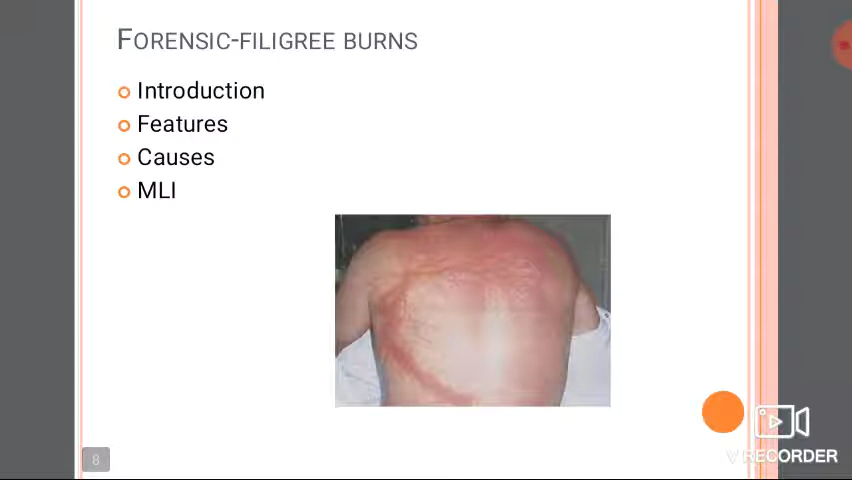 FORENSIC-FILIGREE BURNS
Introduction
Features
Causes
MLI
8
V RECORDER